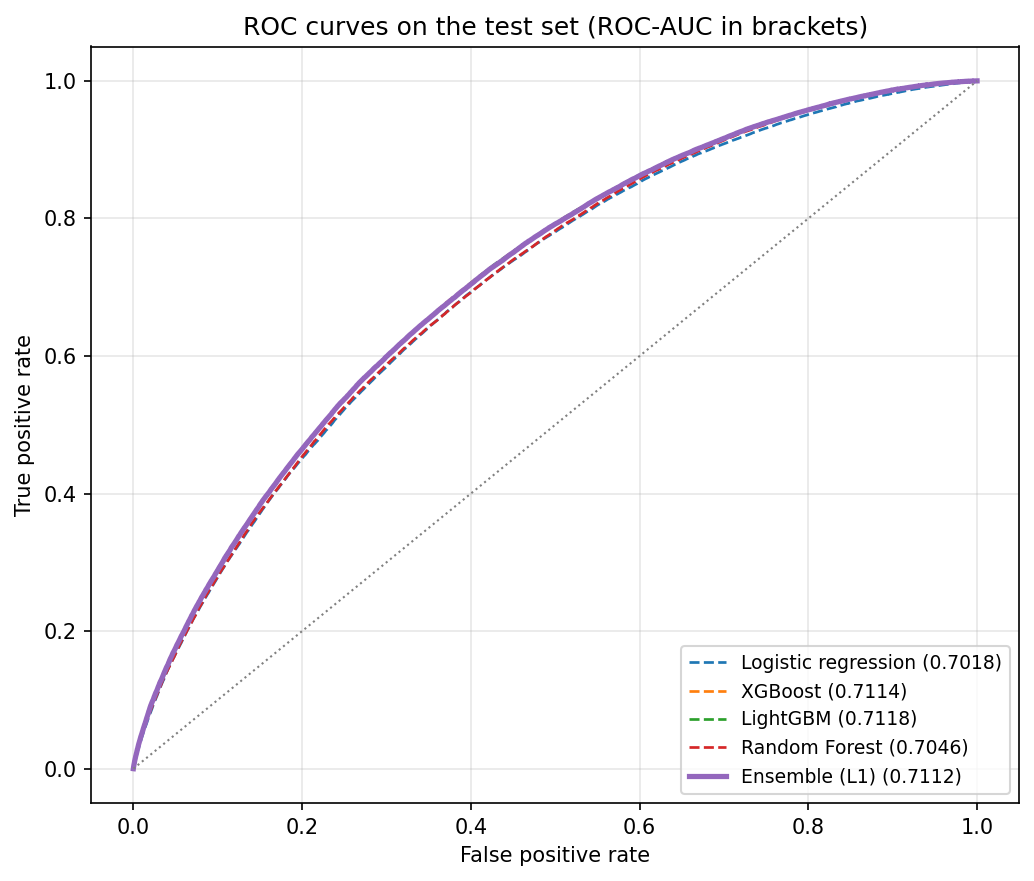 ROC curves on the test set (ROC-AUC in brackets)
1.0
0.8
0.6
0.4
0.2
0.0
True positive rate
Logistic regression (0.7018)
XGBoost (0.7114)
LightGBM (0.7118)
Random Forest (0.7046)
Ensemble (L1) (0.7112)
0.0 0.2 0.4 0.6 0.8 1.0
False positive rate